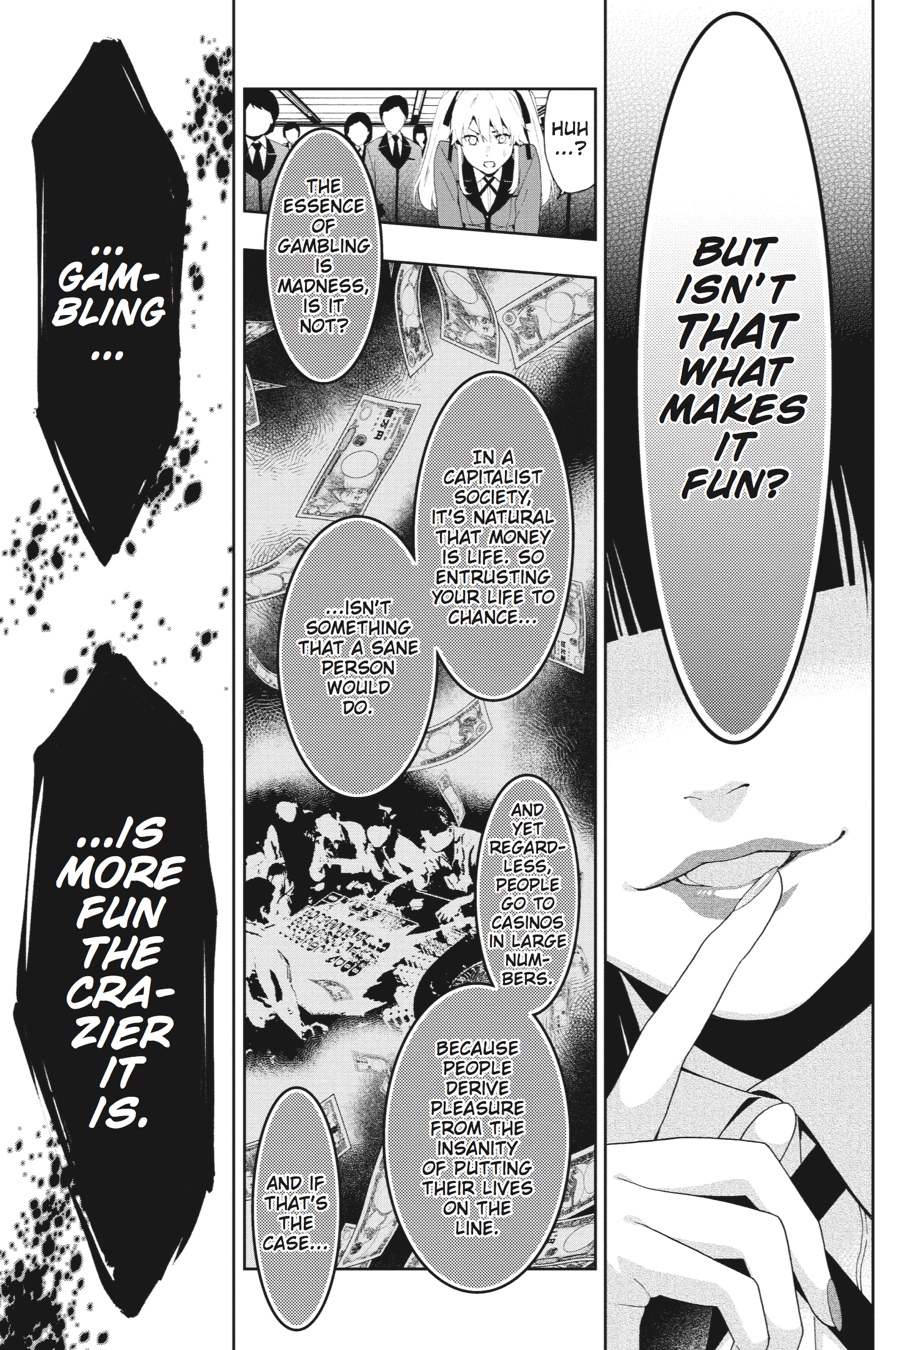 BUT
ISN'T
THAT
WHAT
MAKES
IT
FUN?
HUH
...?
THE
ESSENCE
OF
GAMBLING
IS
MADNESS,
IS IT
NOT?
IN A
CAPITALIST
SOCIETY,
IT'S NATURAL
THAT MONEY
IS LIFE. SO
ENTRUSTING
YOUR LIFE TO
CHANCE...
...ISN'T
SOMETHING
THAT A SANE
PERSON
WOULD
DO.
AND
YET
REGARD-
LESS,
PEOPLE
GO TO
CASINOS
IN LARGE
NUM-
BERS.
BECAUSE
PEOPLE
DERIVE
PLEASURE
FROM THE
INSANITY
OF PUTTING
THEIR LIVES
ON THE
LINE.
AND IF
THAT'S
THE
CASE...
...
GAM-
BLING
...
...IS
MORE
FUN
THE
CRA-
ZIER
IT
IS.